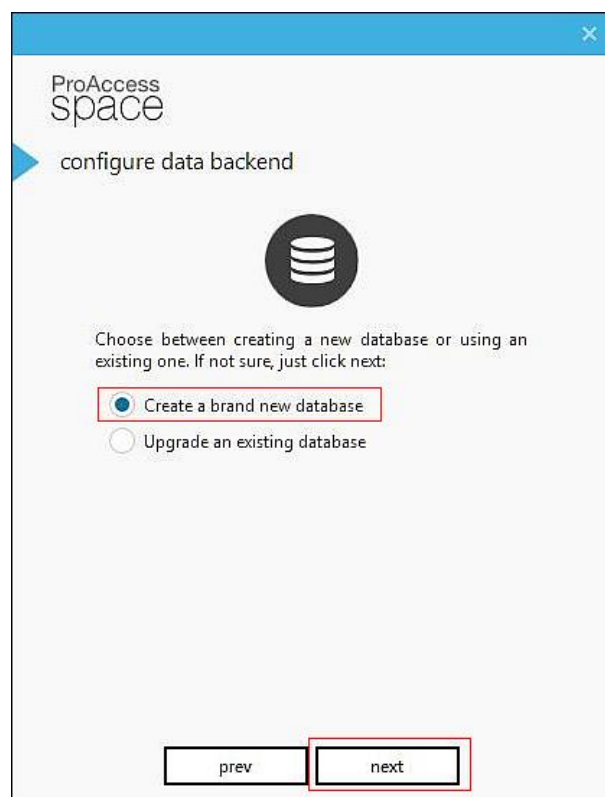 ProAccess
space
configure data backend
Choose between creating a new database or using an
existing one. If not sure, just click next:
Create a brand new database
Upgrade an existing database
prev next